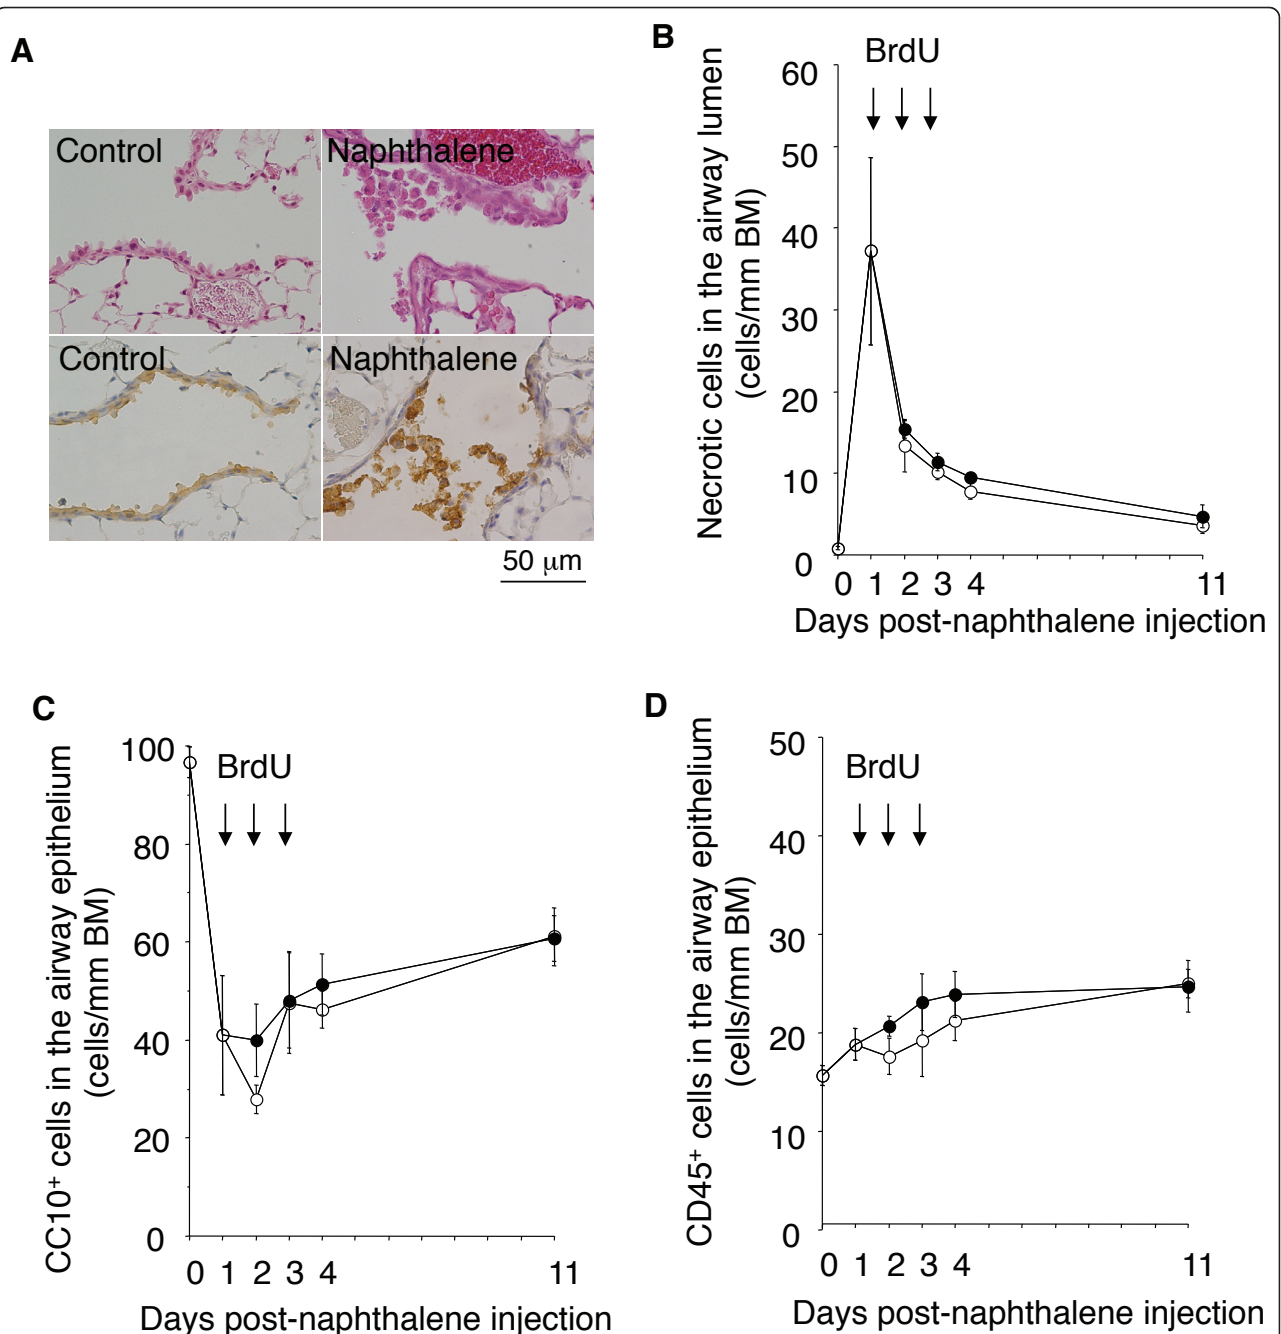 A
Control
Naphthalene
Control
Naphthalene
50 μm
B
BrdU
Necrotic cells in the airway lumen
(cells/mm BM)
60
50
40
30
20
10
0
0 1 2 3 4 11
Days post-naphthalene injection
C
BrdU
CC10⁺ cells in the airway epithelium
(cells/mm BM)
100
80
60
40
20
0
0 1 2 3 4 11
Days post-naphthalene injection
D
BrdU
CD45⁺ cells in the airway epithelium
(cells/mm BM)
50
40
30
20
10
0
0 1 2 3 4 11
Days post-naphthalene injection